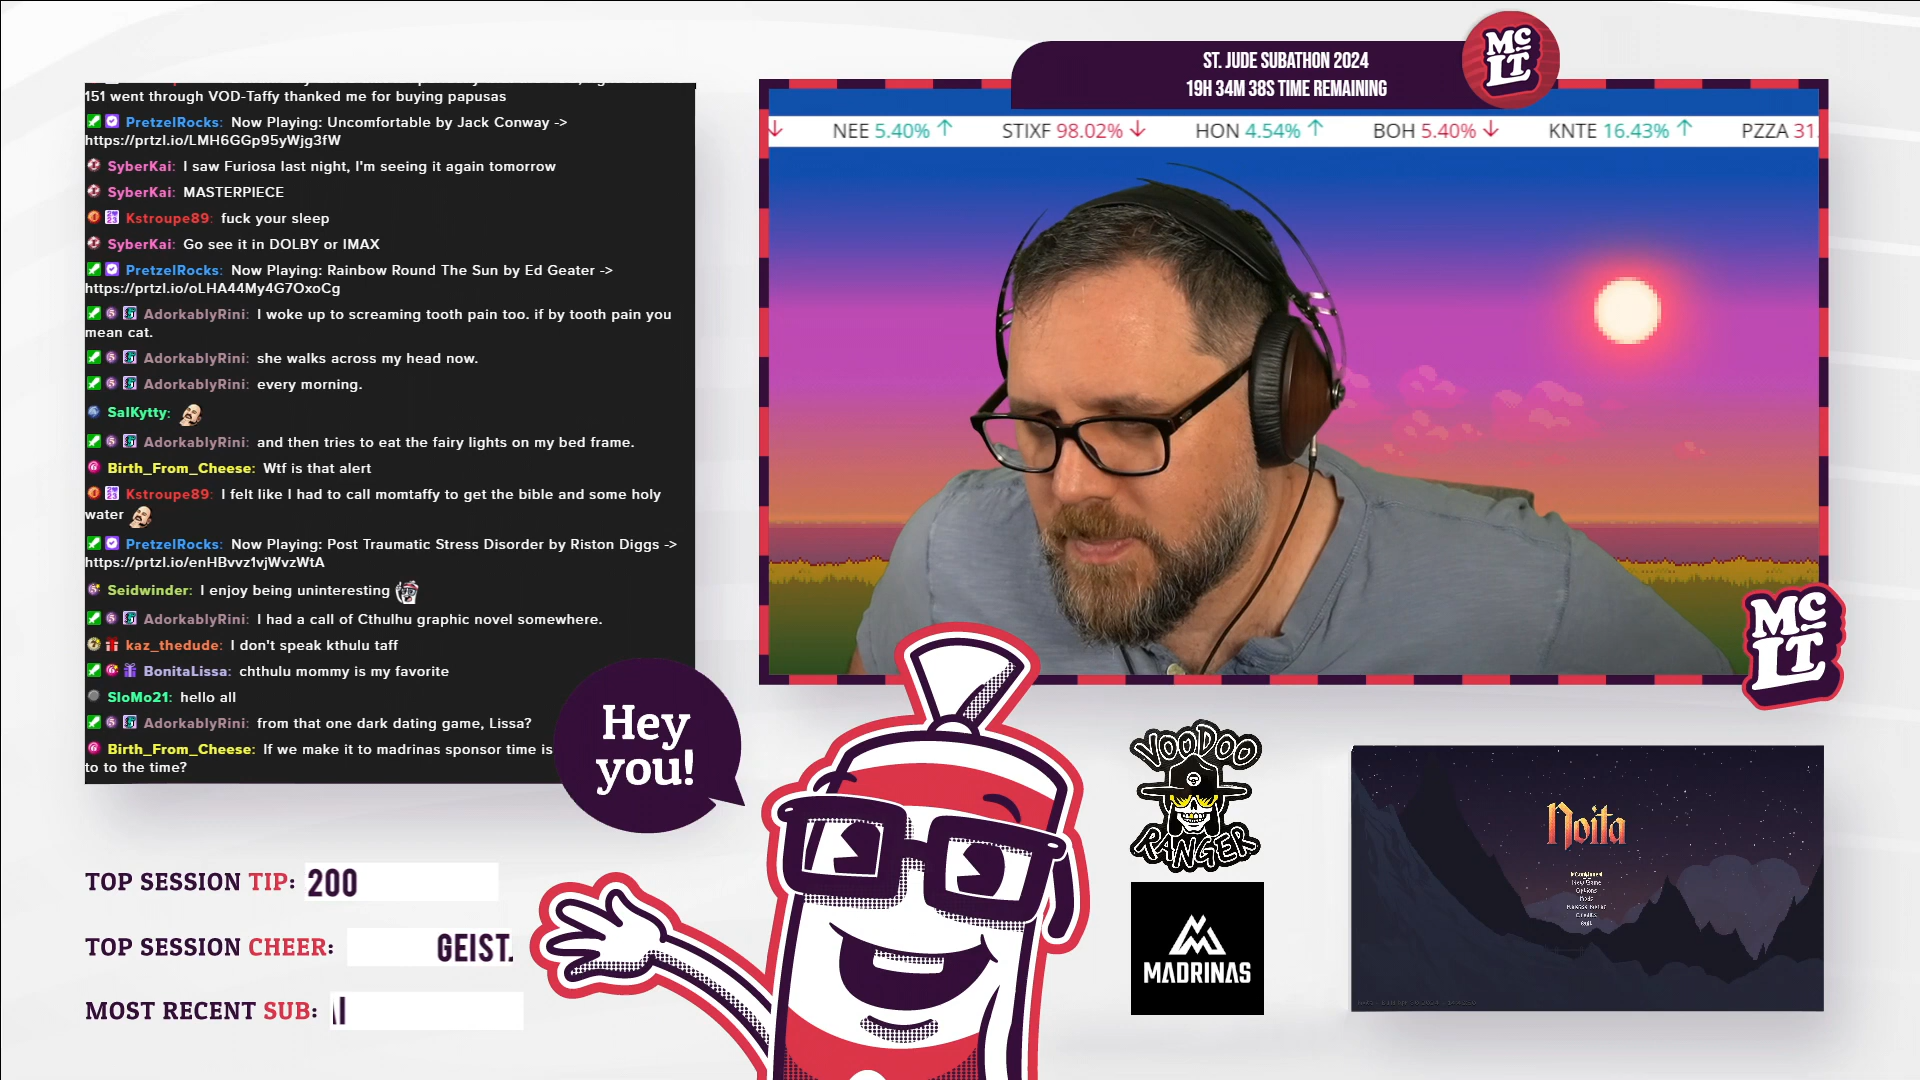 ST. JUDE SUBATHON 2024
19H 34M 38S TIME REMAINING
Mc
LT
NEE 5.40% ↑ STIXF 98.02% ↓ HON 4.54% ↑ BOH 5.40% ↓ KNTE 16.43% ↑ PZZA 31.
151 went through VOD-Taffy thanked me for buying papusas
PretzelRocks: Now Playing: Uncomfortable by Jack Conway ->
https://prtzl.io/LMH6GGp95yWjg3fW
SyberKai: I saw Furiosa last night, I'm seeing it again tomorrow
SyberKai: MASTERPIECE
Kstroupe89: fuck your sleep
SyberKai: Go see it in DOLBY or IMAX
PretzelRocks: Now Playing: Rainbow Round The Sun by Ed Geater ->
https://prtzl.io/oLHA44My4G7OxoCg
AdorkablyRini: I woke up to screaming tooth pain too. if by tooth pain you
mean cat.
AdorkablyRini: she walks across my head now.
AdorkablyRini: every morning.
SalKytty:
AdorkablyRini: and then tries to eat the fairy lights on my bed frame.
Birth_From_Cheese: Wtf is that alert
Kstroupe89: I felt like I had to call momtaffy to get the bible and some holy
water
PretzelRocks: Now Playing: Post Traumatic Stress Disorder by Riston Diggs ->
https://prtzl.io/enHBvvz1vjWvzWtA
Seidwinder: I enjoy being uninteresting
AdorkablyRini: I had a call of Cthulhu graphic novel somewhere.
kaz_thedude: I don't speak kthulu taff
BonitaLissa: chthulu mommy is my favorite
SloMo21: hello all
AdorkablyRini: from that one dark dating game, Lissa?
Birth_From_Cheese: If we make it to madrinas sponsor time is
to to the time?
Hey
you!
Mc
LT
VOODOO
RANGER
MADRINAS
Noita
New Game
Options
Mods
Credits
Quit
TOP SESSION TIP: 200
TOP SESSION CHEER: GEIST.
MOST RECENT SUB: